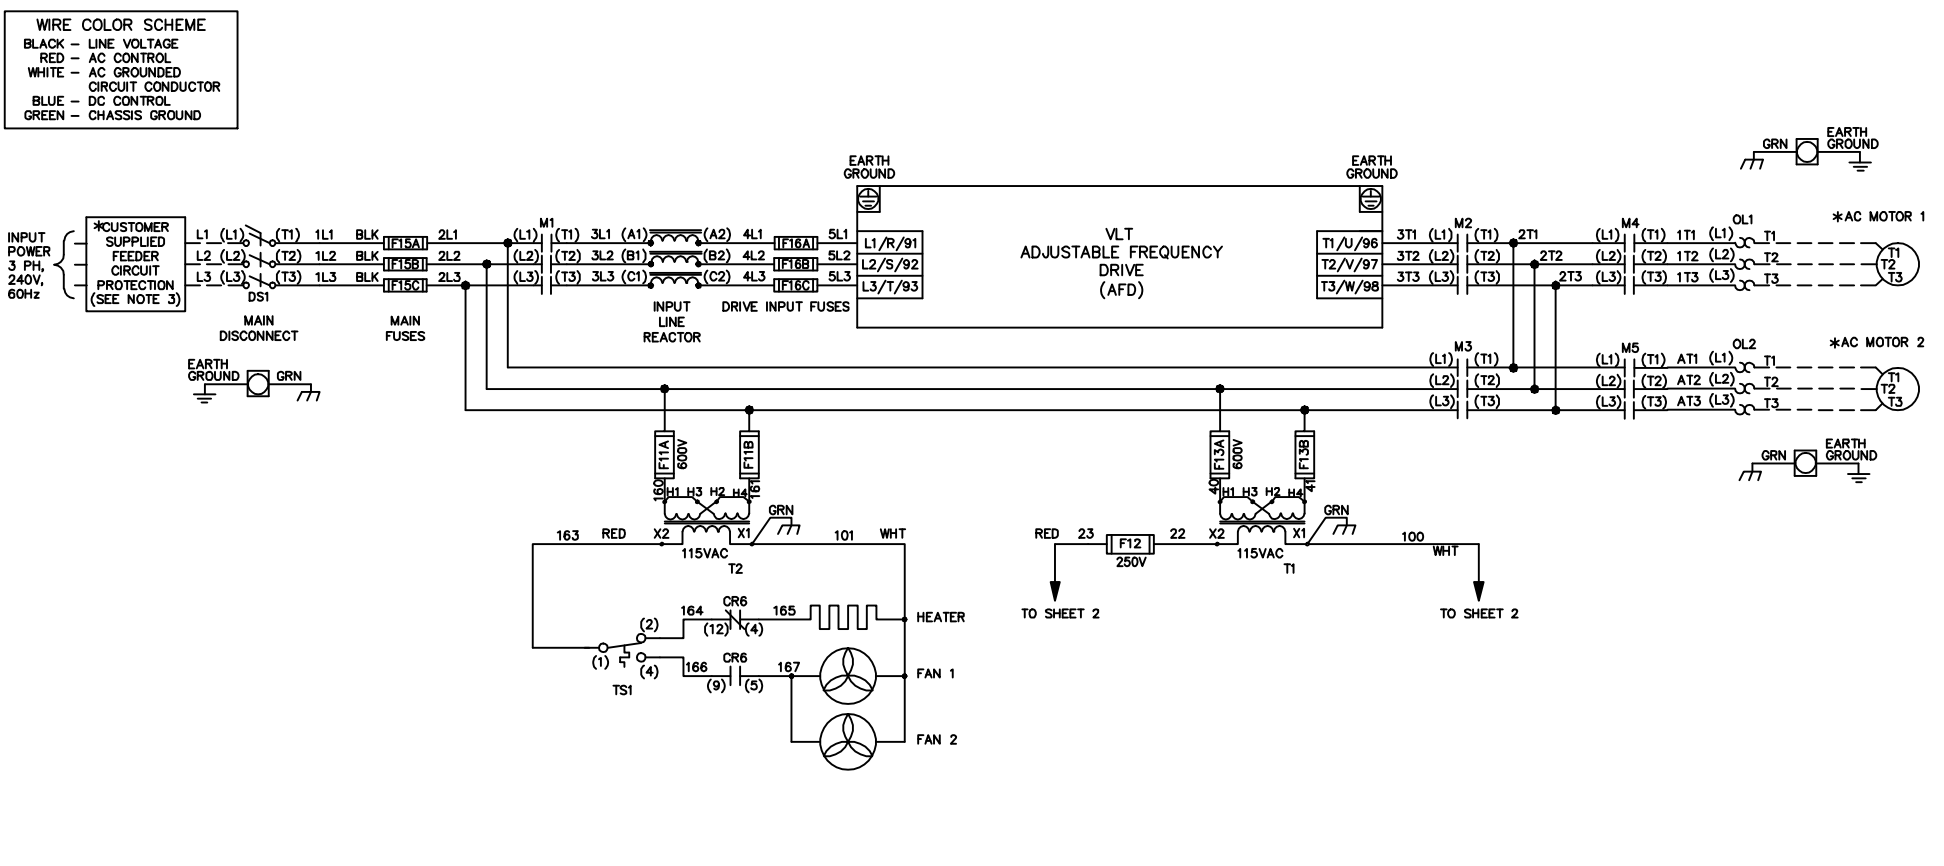 WIRE COLOR SCHEME
BLACK – LINE VOLTAGE
RED – AC CONTROL
WHITE – AC GROUNDED
CIRCUIT CONDUCTOR
BLUE – DC CONTROL
GREEN – CHASSIS GROUND
INPUT
POWER
3 PH,
240V,
60Hz
*CUSTOMER
SUPPLIED
FEEDER
CIRCUIT
PROTECTION
(SEE NOTE 3)
L1 (L1) (T1) 1L1 BLK F15A 2L1 (L1) M1 (T1) 3L1 (A1) (A2) 4L1 F16A 5L1 L1/R/91
L2 (L2) (T2) 1L2 BLK F15B 2L2 (L2) (T2) 3L2 (B1) (B2) 4L2 F16B 5L2 L2/S/92
L3 (L3) (T3) 1L3 BLK F15C 2L3 (L3) (T3) 3L3 (C1) (C2) 4L3 F16C 5L3 L3/T/93
DS1
MAIN
DISCONNECT
MAIN
FUSES
INPUT
LINE
REACTOR
DRIVE INPUT FUSES
EARTH
GROUND
GRN
EARTH
GROUND
VLT
ADJUSTABLE FREQUENCY
DRIVE
(AFD)
EARTH
GROUND
T1/U/96 3T1 (L1) M2 (T1) 2T1 (L1) M4 (T1) 1T1 (L1) OL1 T1
T2/V/97 3T2 (L2) (T2) 2T2 (L2) (T2) 1T2 (L2) T2
T3/W/98 3T3 (L3) (T3) 2T3 (L3) (T3) 1T3 (L3) T3
*AC MOTOR 1
T1
T2
T3
GRN
EARTH
GROUND
(L1) M3 (T1) (L1) M5 (T1) AT1 (L1) OL2 T1
(L2) (T2) (L2) (T2) AT2 (L2) T2
(L3) (T3) (L3) (T3) AT3 (L3) T3
*AC MOTOR 2
T1
T2
T3
GRN
EARTH
GROUND
F11A
600V
F11B
160
161
H1 H3 H2 H4
GRN
163 RED X2 X1 101 WHT
115VAC
T2
F13A
600V
F13B
40
41
H1 H3 H2 H4
GRN
RED 23 F12 22 X2 X1 100
WHT
250V
115VAC
T1
TO SHEET 2
TO SHEET 2
164 CR6 165
(2) (12) (4)
HEATER
(1)
(4)
TS1
166 CR6 167
(9) (5)
FAN 1
FAN 2